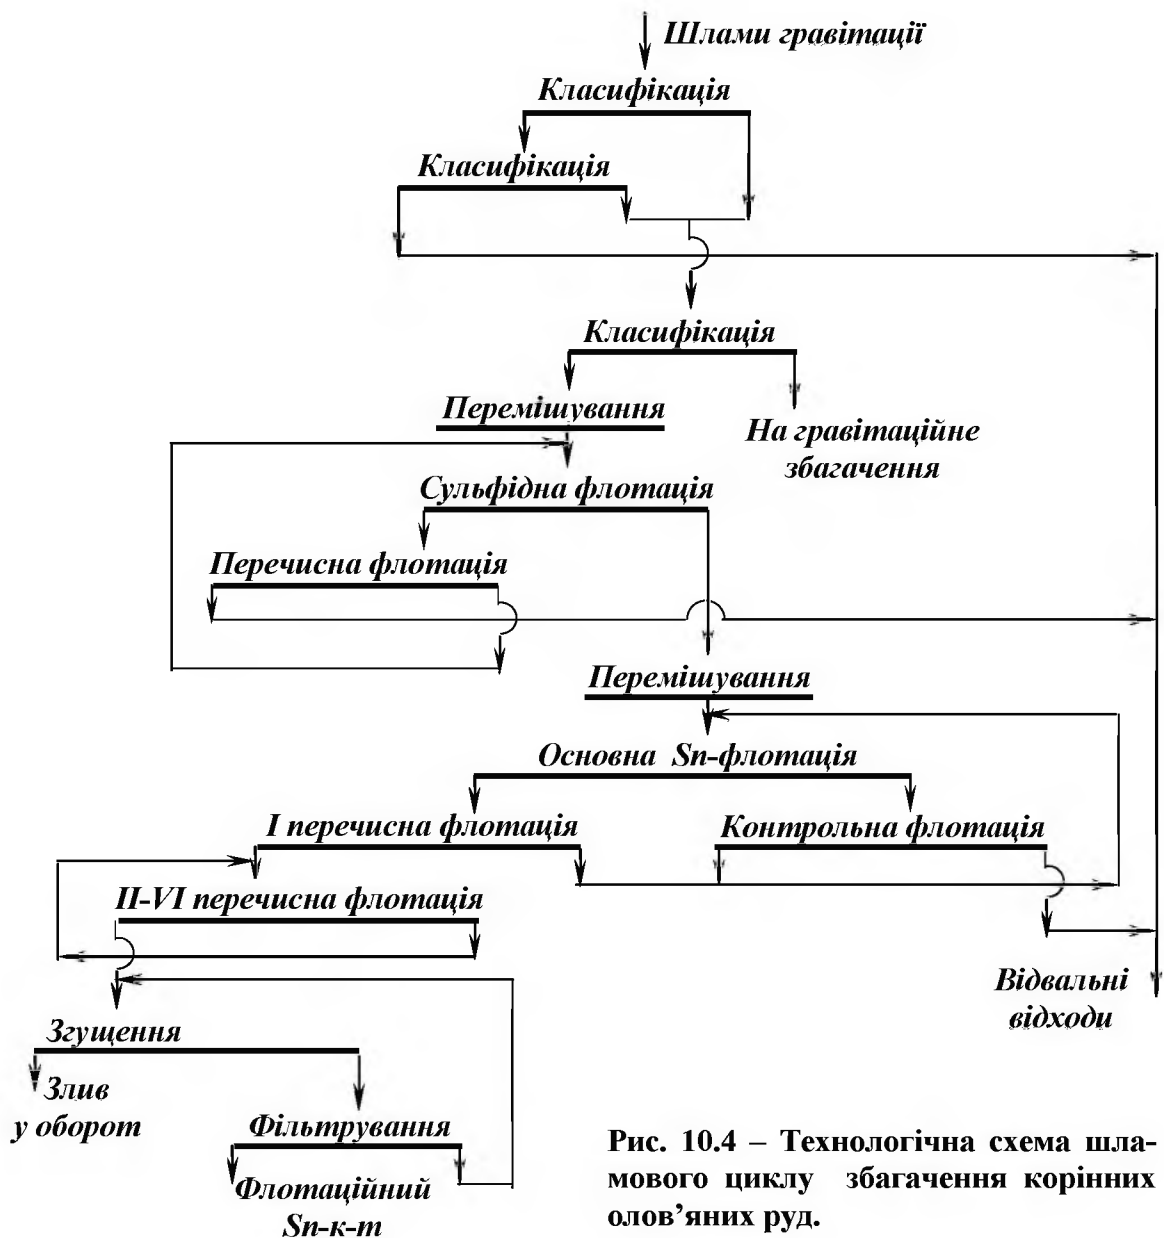 Шлами гравітації
Класифікація
Класифікація
Класифікація
Перемішування
На гравітаційне
збагачення
Сульфідна флотація
Перечисна флотація
Перемішування
Основна Sn-флотація
I перечисна флотація
Контрольна флотація
II-VI перечисна флотація
Відвальні
відходи
Згущення
Злив
у оборот
Фільтрування
Флотаційний
Sn-к-т
Рис. 10.4 – Технологічна схема шла-
мового циклу збагачення корінних
олов’яних руд.